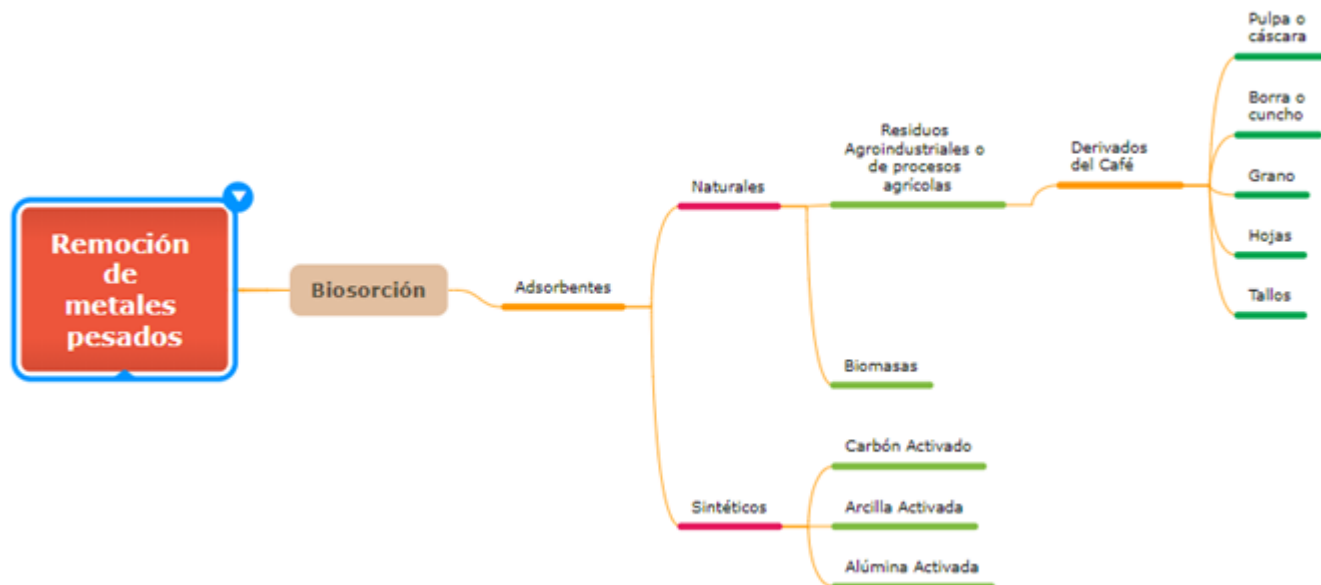 Remoción
de
metales
pesados
Biosorción
Adsorbentes
Naturales
Residuos
Agroindustriales o
de procesos
agrícolas
Derivados
del Café
Pulpa o
cáscara
Borra o
cuncho
Grano
Hojas
Tallos
Biomasas
Sintéticos
Carbón Activado
Arcilla Activada
Alúmina Activada